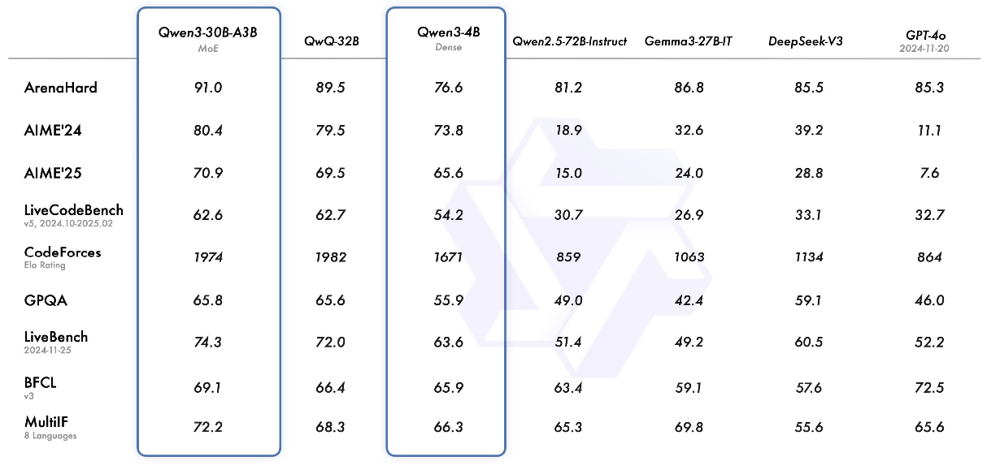 Qwen3-30B-A3B QwQ-32B Qwen3-4B Qwen2.5-72B-Instruct Gemma3-27B-IT DeepSeek-V3 GPT-4o
MoE Dense 2024-11-20
ArenaHard 91.0 89.5 76.6 81.2 86.8 85.5 85.3
AIME'24 80.4 79.5 73.8 18.9 32.6 39.2 11.1
AIME'25 70.9 69.5 65.6 15.0 24.0 28.8 7.6
LiveCodeBench 62.6 62.7 54.2 30.7 26.9 33.1 32.7
v5, 2024.10-2025.02
CodeForces 1974 1982 1671 859 1063 1134 864
Elo Rating
GPQA 65.8 65.6 55.9 49.0 42.4 59.1 46.0
LiveBench 74.3 72.0 63.6 51.4 49.2 60.5 52.2
2024-11-25
BFCL 69.1 66.4 65.9 63.4 59.1 57.6 72.5
v3
MultiIF 72.2 68.3 66.3 65.3 69.8 55.6 65.6
8 Languages